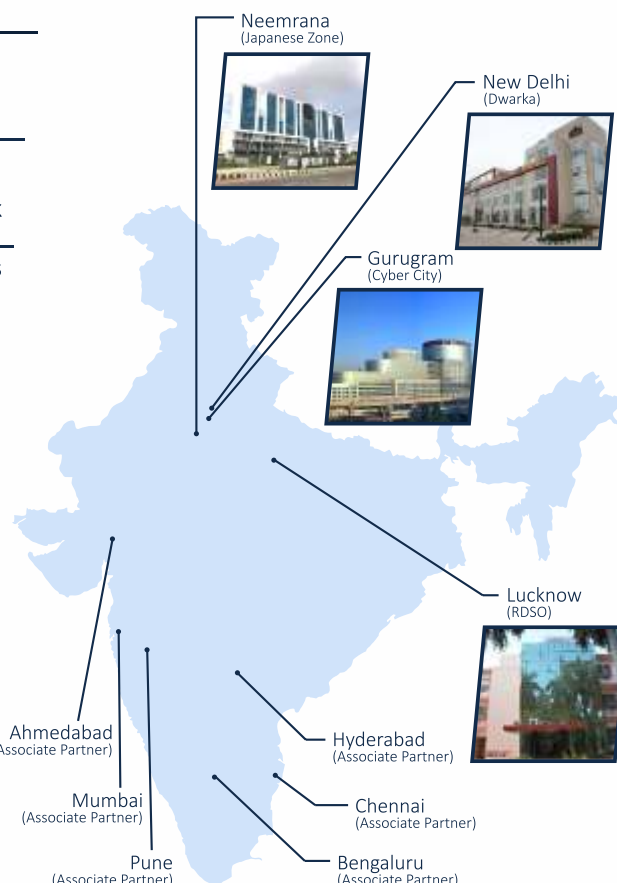 Neemrana
(Japanese Zone)
New Delhi
(Dwarka)
Gurugram
(Cyber City)
Lucknow
(RDSO)
Ahmedabad
Associate Partner)
Hyderabad
(Associate Partner)
Mumbai
(Associate Partner)
Chennai
(Associate Partner)
Pune
(Associate Partner)
Bengaluru
(Associate Partner)